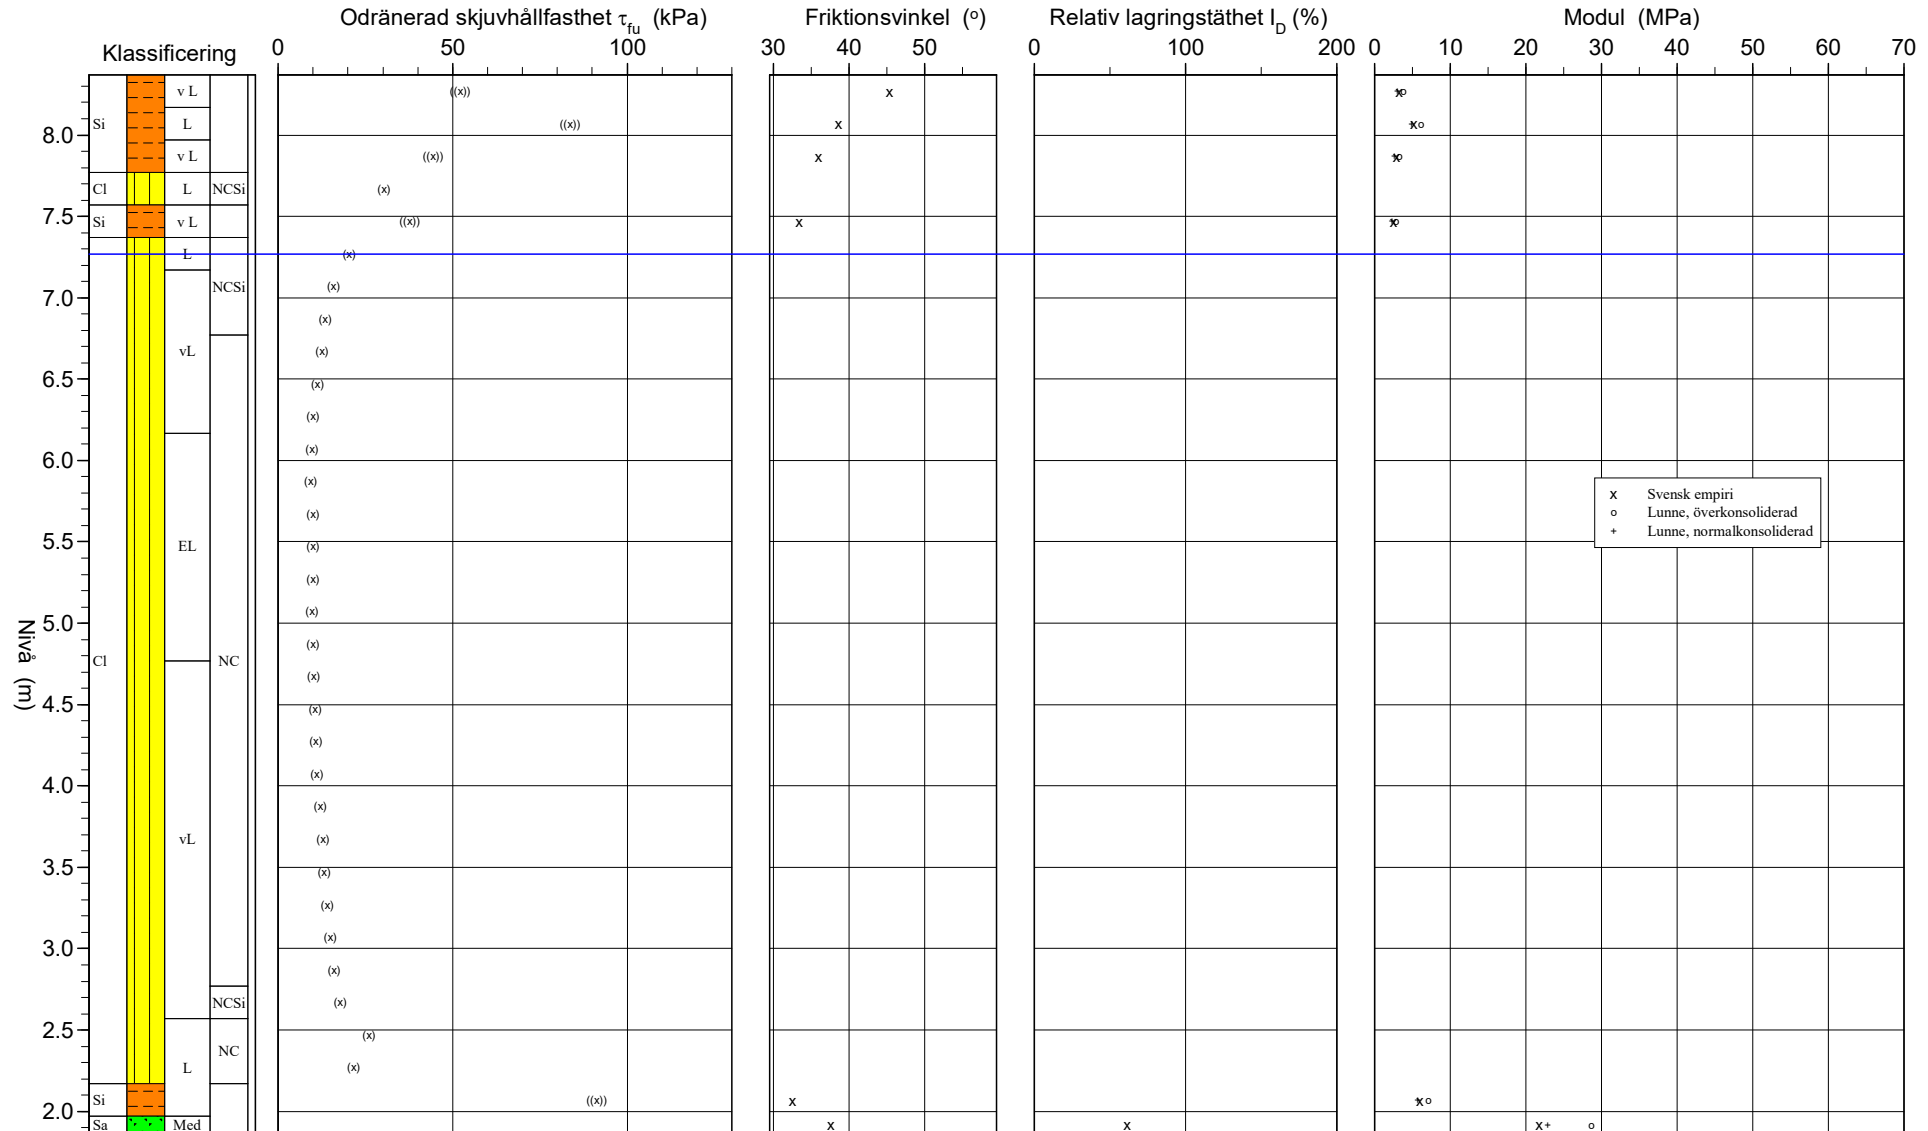 Odränerad skjuvhållfasthet τfu (kPa)
Friktionsvinkel (o)
Relativ lagringstäthet ID (%)
Modul (MPa)
Klassificering
0 50 100
30 40 50
0 100 200
0 10 20 30 40 50 60 70
v L
((x))
x
x o
Si
L
((x))
x
x o
8.0
v L
((x))
x
x o
Cl
L
NCSi
(x)
7.5
Si
v L
((x))
x
x o
L
(x)
NCSi
(x)
7.0
(x)
vL
(x)
6.5
(x)
(x)
(x)
6.0
(x)
x Svensk empiri
o Lunne, överkonsoliderad
+ Lunne, normalkonsoliderad
(x)
5.5
EL
(x)
(x)
(x)
5.0
Nivå (m)
(x)
Cl
NC
(x)
4.5
(x)
(x)
(x)
4.0
(x)
vL
(x)
3.5
(x)
(x)
(x)
3.0
(x)
NCSi
(x)
2.5
(x)
NC
L
(x)
Si
((x))
x
x o
2.0
Sa
Med
x
x
x + o